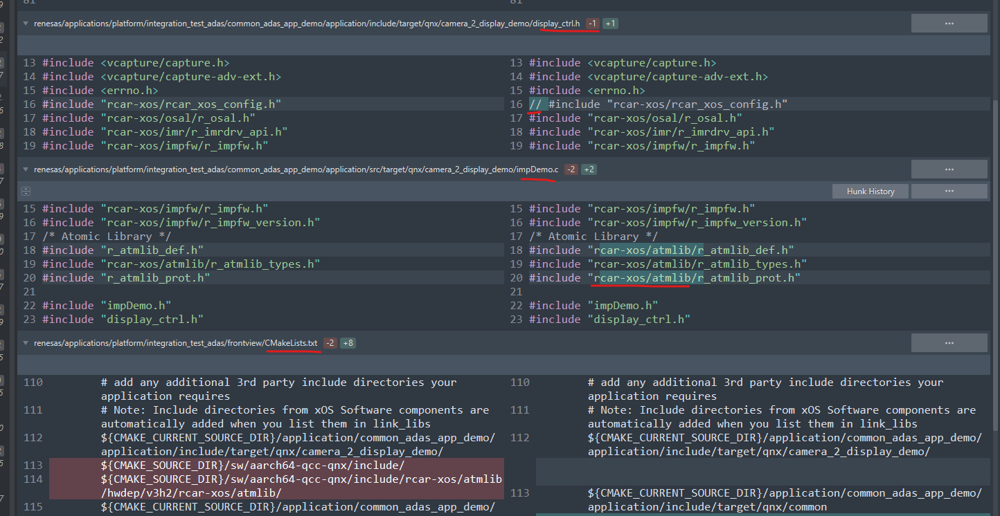 81 81
renesas/applications/platform/integration_test_adas/common_adas_app_demo/application/include/target/qnx/camera_2_display_demo/display_ctrl.h -1 +1 ...
13 #include <vcapture/capture.h> 13 #include <vcapture/capture.h>
14 #include <vcapture/capture-adv-ext.h> 14 #include <vcapture/capture-adv-ext.h>
15 #include <errno.h> 15 #include <errno.h>
16 #include "rcar-xos/rcar_xos_config.h" 16 // #include "rcar-xos/rcar_xos_config.h"
17 #include "rcar-xos/osal/r_osal.h" 17 #include "rcar-xos/osal/r_osal.h"
18 #include "rcar-xos/imr/r_imrdrv_api.h" 18 #include "rcar-xos/imr/r_imrdrv_api.h"
19 #include "rcar-xos/impfw/r_impfw.h" 19 #include "rcar-xos/impfw/r_impfw.h"
renesas/applications/platform/integration_test_adas/common_adas_app_demo/application/src/target/qnx/camera_2_display_demo/impDemo.c -2 +2 ...
Hunk History ...
15 #include "rcar-xos/impfw/r_impfw.h" 15 #include "rcar-xos/impfw/r_impfw.h"
16 #include "rcar-xos/impfw/r_impfw_version.h" 16 #include "rcar-xos/impfw/r_impfw_version.h"
17 /* Atomic Library */ 17 /* Atomic Library */
18 #include "r_atmlib_def.h" 18 #include "rcar-xos/atmlib/r_atmlib_def.h"
19 #include "rcar-xos/atmlib/r_atmlib_types.h" 19 #include "rcar-xos/atmlib/r_atmlib_types.h"
20 #include "r_atmlib_prot.h" 20 #include "rcar-xos/atmlib/r_atmlib_prot.h"
21 21
22 #include "impDemo.h" 22 #include "impDemo.h"
23 #include "display_ctrl.h" 23 #include "display_ctrl.h"
renesas/applications/platform/integration_test_adas/frontview/CMakeLists.txt -2 +8 ...
110 # add any additional 3rd party include directories your 110 # add any additional 3rd party include directories your
application requires application requires
111 # Note: Include directories from xOS Software components are 111 # Note: Include directories from xOS Software components are
automatically added when you list them in link_libs automatically added when you list them in link_libs
112 ${CMAKE_CURRENT_SOURCE_DIR}/application/common_adas_app_demo/ 112 ${CMAKE_CURRENT_SOURCE_DIR}/application/common_adas_app_demo/
application/include/target/qnx/camera_2_display_demo/ application/include/target/qnx/camera_2_display_demo/
113 ${CMAKE_SOURCE_DIR}/sw/aarch64-qcc-qnx/include/
114 ${CMAKE_SOURCE_DIR}/sw/aarch64-qcc-qnx/include/rcar-xos/atmlib
/hwdep/v3h2/rcar-xos/atmlib/ 113 ${CMAKE_CURRENT_SOURCE_DIR}/application/common_adas_app_demo/
115 ${CMAKE_CURRENT_SOURCE_DIR}/application/common_adas_app_demo/ application/include/target/qnx/common